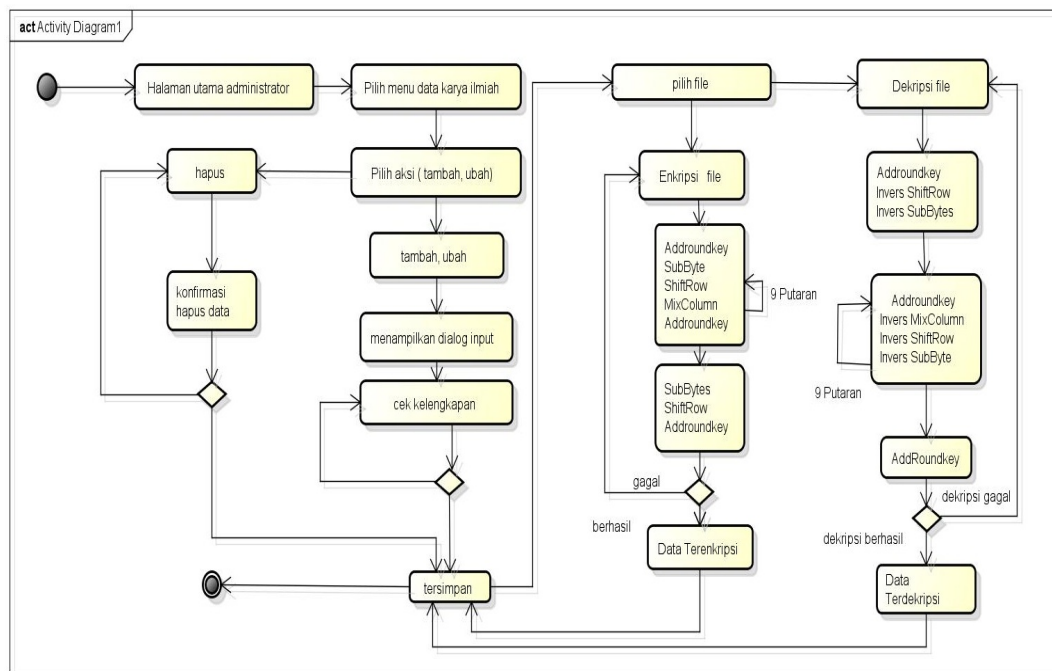 act Activity Diagram1
Halaman utama administrator
Pilih menu data karya ilmiah
hapus
Pilih aksi ( tambah, ubah)
tambah, ubah
konfirmasi
hapus data
menampilkan dialog input
cek kelengkapan
tersimpan
pilih file
Enkripsi file
Addroundkey
SubByte
ShiftRow
MixColumn
Addroundkey
9 Putaran
SubBytes
ShiftRow
Addroundkey
gagal
berhasil
Data Terenkripsi
Dekripsi file
Addroundkey
Invers ShiftRow
Invers SubBytes
Addroundkey
Invers MixColumn
Invers ShiftRow
Invers SubByte
9 Putaran
AddRoundkey
dekripsi gagal
dekripsi berhasil
Data
Terdekripsi